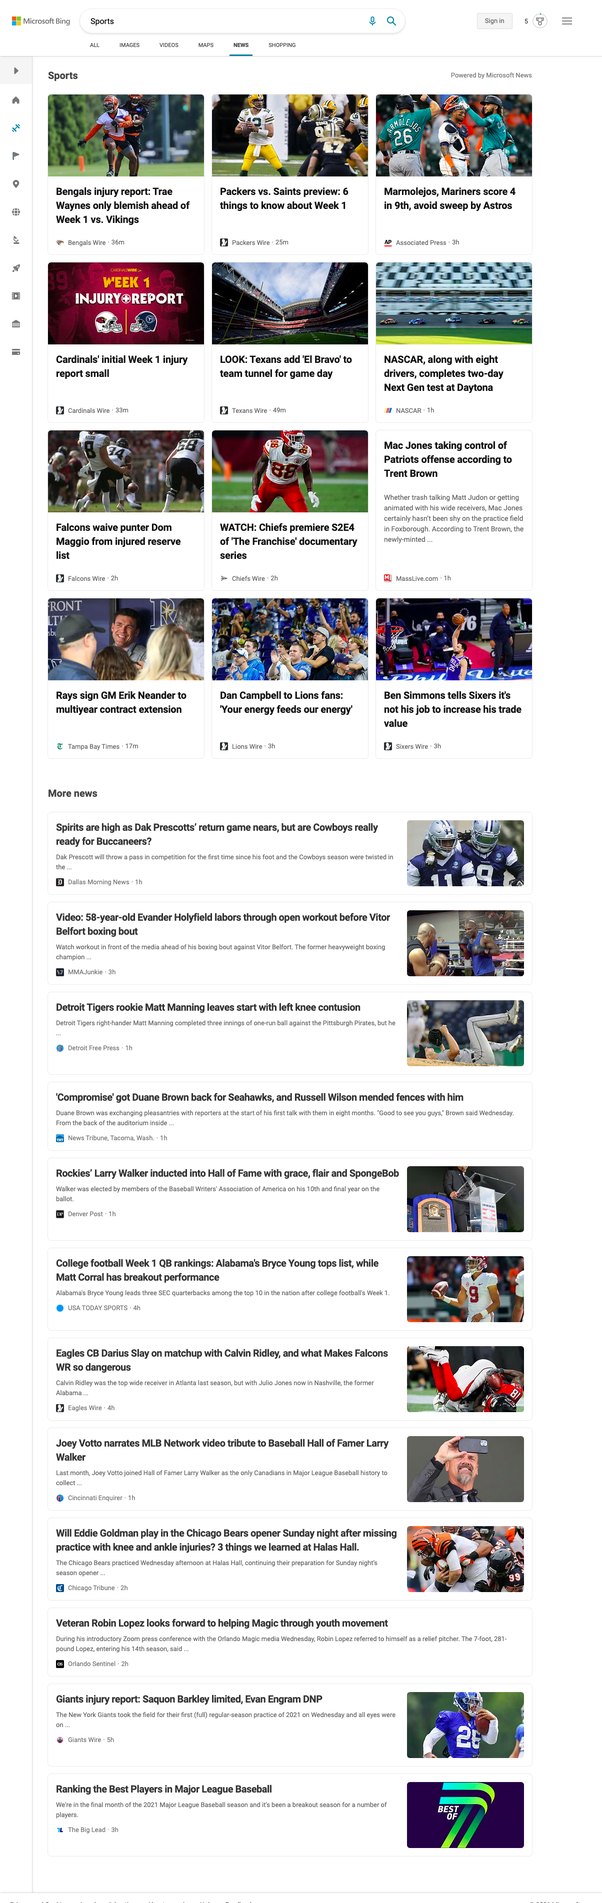 Microsoft Bing
Sports
Sign in
5
ALL
IMAGES
VIDEOS
MAPS
NEWS
SHOPPING
Sports
Powered by Microsoft News
Bengals injury report: Trae
Waynes only blemish ahead of
Week 1 vs. Vikings
Bengals Wire · 36m
Packers vs. Saints preview: 6
things to know about Week 1
Packers Wire · 25m
Marmolejos, Mariners score 4
in 9th, avoid sweep by Astros
AP Associated Press · 3h
WEEK 1
INJURY+REPORT
Cardinals' initial Week 1 injury
report small
Cardinals Wire · 33m
LOOK: Texans add 'El Bravo' to
team tunnel for game day
Texans Wire · 49m
NASCAR, along with eight
drivers, completes two-day
Next Gen test at Daytona
NASCAR · 1h
Falcons waive punter Dom
Maggio from injured reserve
list
Falcons Wire · 2h
WATCH: Chiefs premiere S2E4
of 'The Franchise' documentary
series
Chiefs Wire · 2h
Mac Jones taking control of
Patriots offense according to
Trent Brown
Whether trash talking Matt Judon or getting
animated with his wide receivers, Mac Jones
certainly hasn't been shy on the practice field
in Foxborough. According to Trent Brown, the
newly-minted ...
MassLive.com · 1h
Rays sign GM Erik Neander to
multiyear contract extension
Tampa Bay Times · 17m
Dan Campbell to Lions fans:
'Your energy feeds our energy'
Lions Wire · 3h
Ben Simmons tells Sixers it's
not his job to increase his trade
value
Sixers Wire · 3h
More news
Spirits are high as Dak Prescotts' return game nears, but are Cowboys really
ready for Buccaneers?
Dak Prescott will throw a pass in competition for the first time since his foot and the Cowboys season were twisted in
the ...
Dallas Morning News · 1h
Video: 58-year-old Evander Holyfield labors through open workout before Vitor
Belfort boxing bout
Watch workout in front of the media ahead of his boxing bout against Vitor Belfort. The former heavyweight boxing
champion ...
MMAJunkie · 3h
Detroit Tigers rookie Matt Manning leaves start with left knee contusion
Detroit Tigers right-hander Matt Manning completed three innings of one-run ball against the Pittsburgh Pirates, but he
...
Detroit Free Press · 1h
'Compromise' got Duane Brown back for Seahawks, and Russell Wilson mended fences with him
Duane Brown was exchanging pleasantries with reporters at the start of his first talk with them in eight months. "Good to see you guys," Brown said Wednesday.
From the back of the auditorium inside ...
News Tribune, Tacoma, Wash. · 1h
Rockies' Larry Walker inducted into Hall of Fame with grace, flair and SpongeBob
Walker was elected by members of the Baseball Writers' Association of America on his 10th and final year on the
ballot.
Denver Post · 1h
College football Week 1 QB rankings: Alabama's Bryce Young tops list, while
Matt Corral has breakout performance
Alabama's Bryce Young leads three SEC quarterbacks among the top 10 in the nation after college football's Week 1.
USA TODAY SPORTS · 4h
Eagles CB Darius Slay on matchup with Calvin Ridley, and what Makes Falcons
WR so dangerous
Calvin Ridley was the top wide receiver in Atlanta last season, but with Julio Jones now in Nashville, the former
Alabama ...
Eagles Wire · 4h
Joey Votto narrates MLB Network video tribute to Baseball Hall of Famer Larry
Walker
Last month, Joey Votto joined Hall of Famer Larry Walker as the only Canadians in Major League Baseball history to
collect ...
Cincinnati Enquirer · 1h
Will Eddie Goldman play in the Chicago Bears opener Sunday night after missing
practice with knee and ankle injuries? 3 things we learned at Halas Hall.
The Chicago Bears practiced Wednesday afternoon at Halas Hall, continuing their preparation for Sunday night's
season opener ...
Chicago Tribune · 2h
Veteran Robin Lopez looks forward to helping Magic through youth movement
During his introductory Zoom press conference with the Orlando Magic media Wednesday, Robin Lopez referred to himself as a relief pitcher. The 7-foot, 281-
pound Lopez, entering his 14th season, said ...
Orlando Sentinel · 2h
Giants injury report: Saquon Barkley limited, Evan Engram DNP
The New York Giants took the field for their first (full) regular-season practice of 2021 on Wednesday and all eyes were
on ...
Giants Wire · 5h
Ranking the Best Players in Major League Baseball
We're in the final month of the 2021 Major League Baseball season and it's been a breakout season for a number of
players.
The Big Lead · 3h
BEST
OF
7